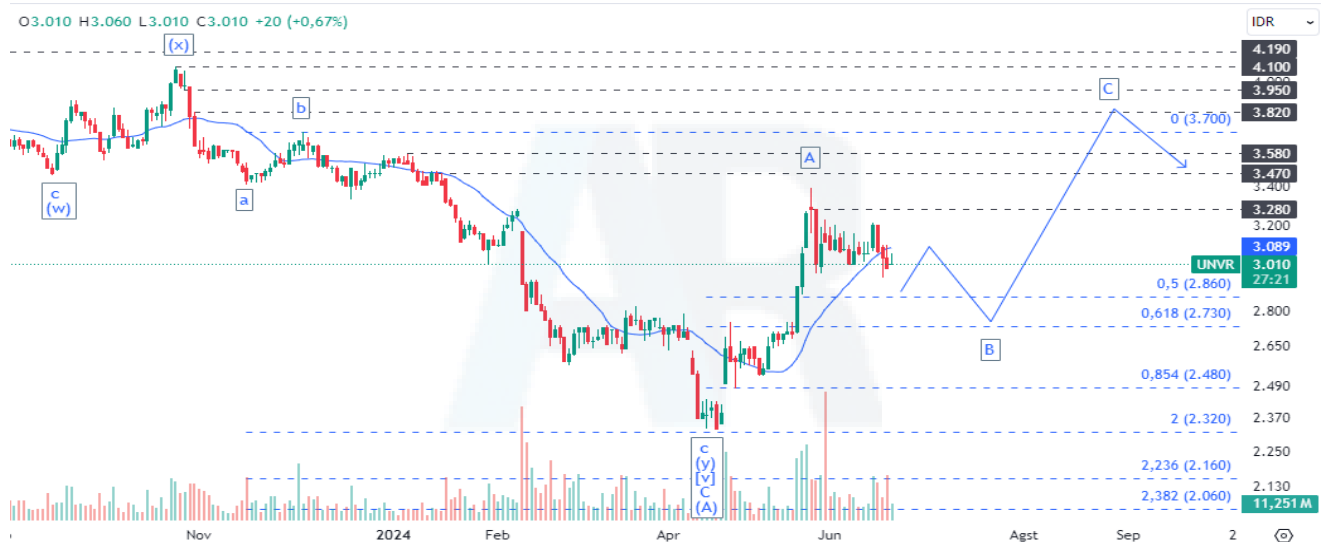 O3.010 H3.060 L3.010 C3.010 +20 (+0,67%)
IDR
(x)
4.190
4.100
3.950
3.820
0 (3.700)
C
b
3.580
3.470
3.400
A
c
(w)
a
3.280
3.200
3.089
UNVR 3.010
27:21
0,5 (2.860)
2.800
0,618 (2.730)
B
2.650
0,854 (2.480)
2.490
2 (2.320)
2.370
c
(y)
[v]
C
(A)
2.250
2,236 (2.160)
2.130
2,382 (2.060)
11,251 M
Nov 2024 Feb Apr Jun Agst Sep 2
AR